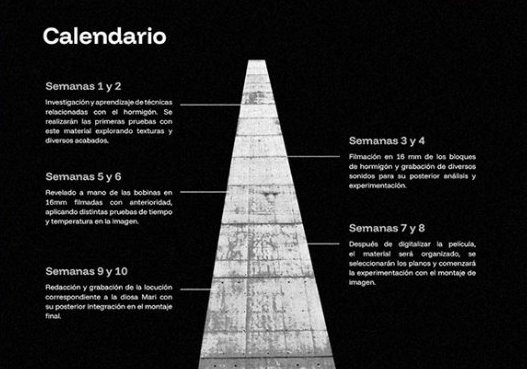 Calendario
Semanas 1 y 2
Investigación y aprendizaje de técnicas
relacionadas con el hormigón. Se
realizarán las primeras pruebas con
este material explorando texturas y
diversos acabados.
Semanas 3 y 4
Filmación en 16 mm de los bloques
de hormigón y grabación de diversos
sonidos para su posterior análisis y
experimentación.
Semanas 5 y 6
Revelado a mano de las bobinas en
16mm filmadas con anterioridad,
aplicando distintas pruebas de tiempo
y temperatura en la imagen.
Semanas 7 y 8
Después de digitalizar la película,
el material será organizado, se
seleccionarán los planos y comenzará
la experimentación con el montaje de
imagen.
Semanas 9 y 10
Redacción y grabación de la locución
correspondiente a la diosa Mari con
su posterior integración en el montaje
final.